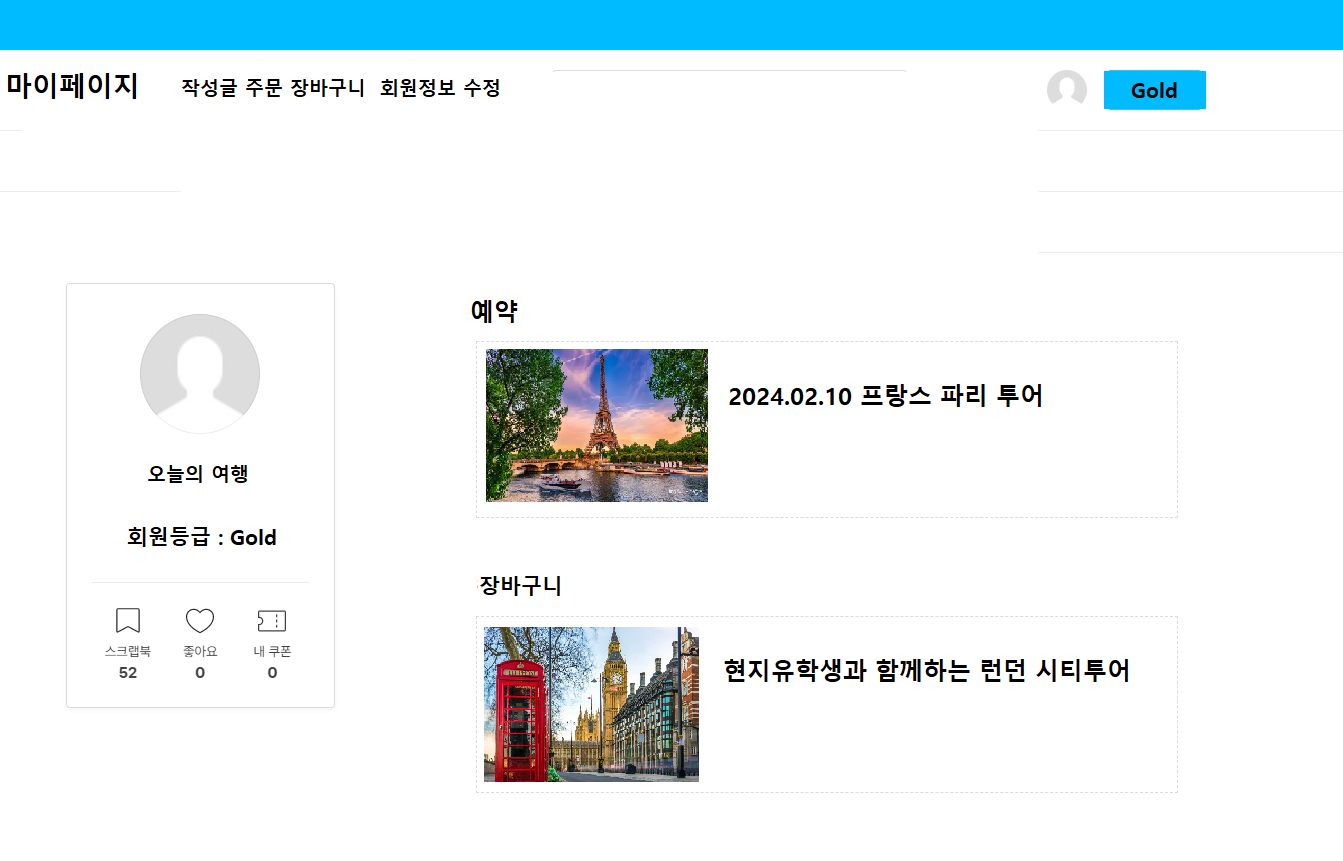 마이페이지
작성글 주문 장바구니 회원정보 수정
Gold
오늘의 여행
회원등급 : Gold
스크랩북 좋아요 내 쿠폰
52 0 0
예약
2024.02.10 프랑스 파리 투어
장바구니
현지유학생과 함께하는 런던 시티투어